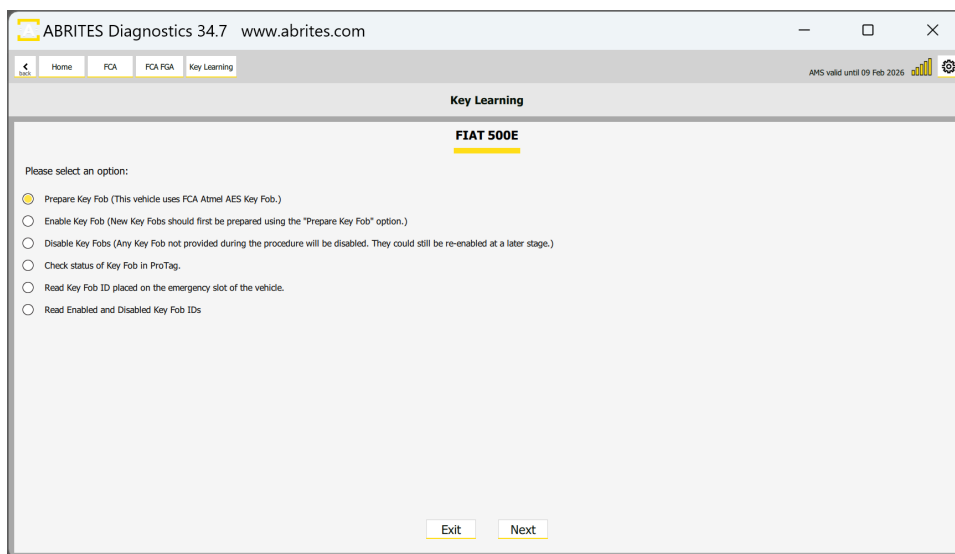 ABRITES Diagnostics 34.7 www.abrites.com
back Home FCA FCA FGA Key Learning AMS valid until 09 Feb 2026
Key Learning
FIAT 500E
Please select an option:
Prepare Key Fob (This vehicle uses FCA Atmel AES Key Fob.)
Enable Key Fob (New Key Fobs should first be prepared using the "Prepare Key Fob" option.)
Disable Key Fobs (Any Key Fob not provided during the procedure will be disabled. They could still be re-enabled at a later stage.)
Check status of Key Fob in ProTag.
Read Key Fob ID placed on the emergency slot of the vehicle.
Read Enabled and Disabled Key Fob IDs
Exit Next